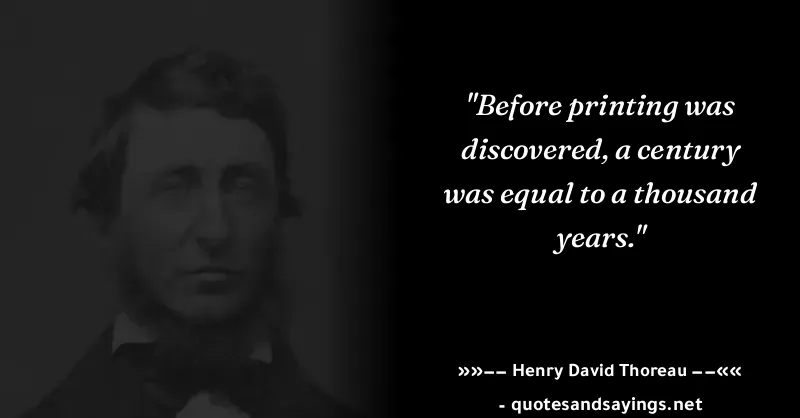 "Before printing was
discovered, a century
was equal to a thousand
years."
»»–– Henry David Thoreau ––««
- quotesandsayings.net